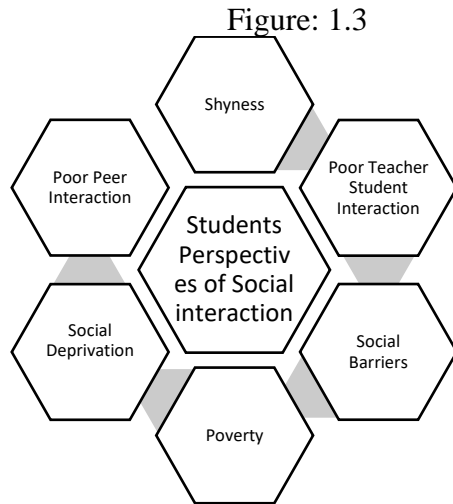 Figure: 1.3
Shyness
Poor Teacher
Student
Interaction
Social
Barriers
Poverty
Social
Deprivation
Poor Peer
Interaction
Students
Perspectiv
es of Social
interaction